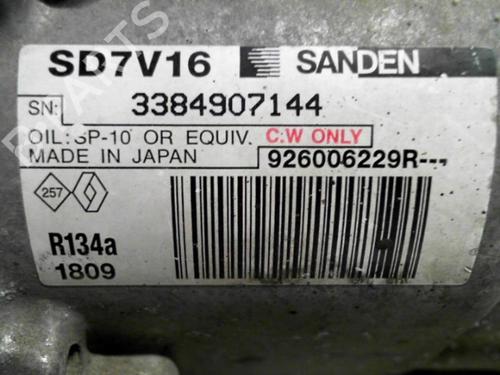 SD7V16 SANDEN
SN: 3384907144
OIL:SP-10 OR EQUIV. C.W ONLY
MADE IN JAPAN 926006229R---
257
R134a
1809